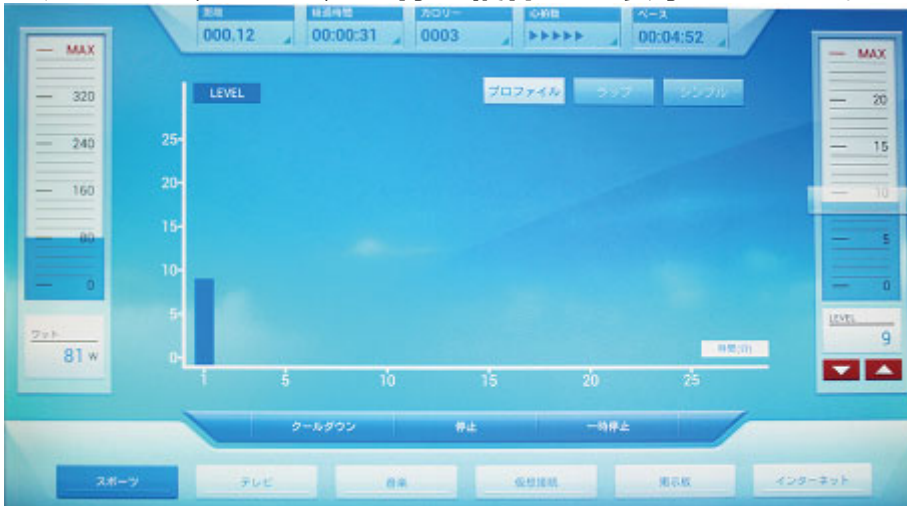 距離 経過時間 カロリー 心拍数 ペース
000.12 00:00:31 0003 00:04:52
MAX
320
240
160
80
0
ワット
81 W
LEVEL
プロファイル ラップ シンプル
25
20
15
10
5
0
1 5 10 15 20 25
時間(分)
MAX
20
15
10
5
0
LEVEL
9
クールダウン 停止 一時停止
スポーツ テレビ 音楽 仮想接続 掲示板 インターネット